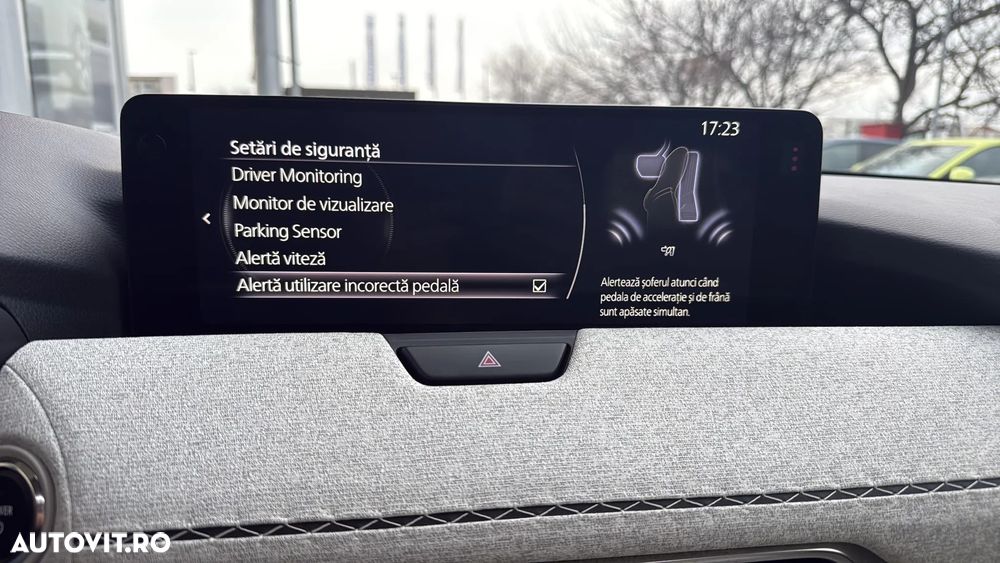 17:23
Setări de siguranță
Driver Monitoring
Monitor de vizualizare
Parking Sensor
Alertă viteză
Alertă utilizare incorectă pedală
Alertează șoferul atunci când
pedala de accelerație și de frână
sunt apăsate simultan.
AUTOVIT.RO